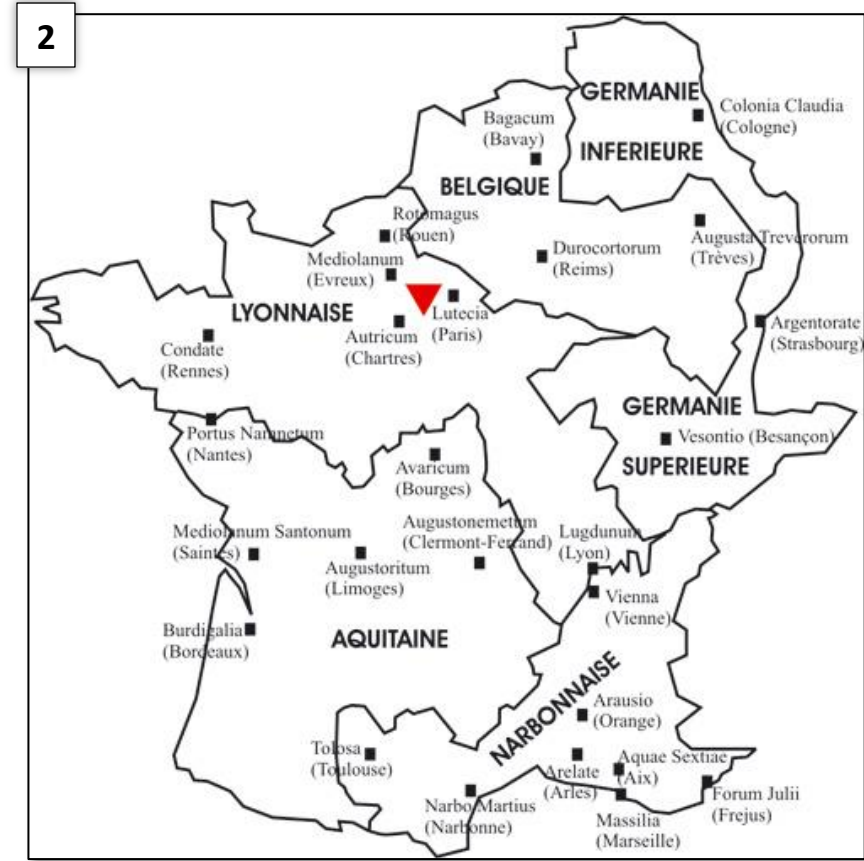 2
GERMANIE
INFERIEURE
Colonia Claudia
(Cologne)
Bagacum
(Bavay)
BELGIQUE
Rotomagus
(Rouen)
Mediolanum
(Evreux)
Durocortorum
(Reims)
Augusta Treverorum
(Trèves)
LYONNAISE
Lutecia
(Paris)
Autricum
(Chartres)
Condate
(Rennes)
Argentorate
(Strasbourg)
GERMANIE
SUPERIEURE
Vesontio (Besançon)
Portus Namnetum
(Nantes)
Avaricum
(Bourges)
Mediolanum Santonum
(Saintes)
Augustoritum
(Limoges)
Augustonemetum
(Clermont-Ferrand)
Lugdunum
(Lyon)
Vienna
(Vienne)
Burdigalia
(Bordeaux)
AQUITAINE
NARBONNAISE
Arausio
(Orange)
Tolosa
(Toulouse)
Narbo Martius
(Narbonne)
Arelate
(Arles)
Aquae Sextiae
(Aix)
Massilia
(Marseille)
Forum Julii
(Frejus)